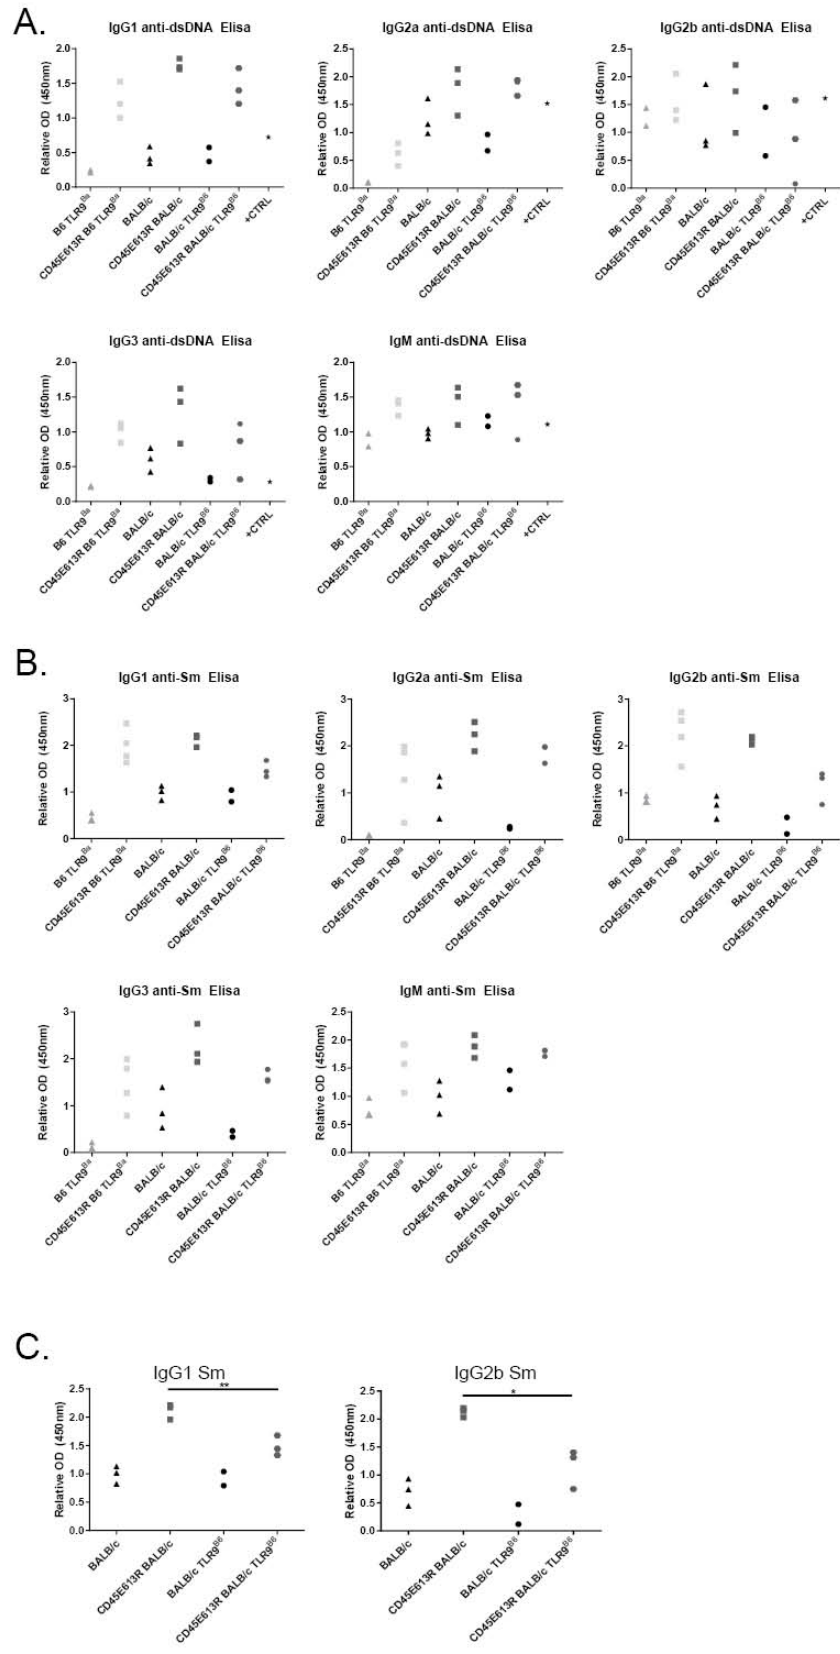 A.
IgG1 anti-dsDNA Elisa
Relative OD (450nm)
2.0
1.5
1.0
0.5
0.0
*
B6 TLR9Ba
CD45E613R B6 TLR9Ba
BALB/c
CD45E613R BALB/c
BALB/c TLR9B6
CD45E613R BALB/c TLR9B6
+CTRL
IgG2a anti-dsDNA Elisa
Relative OD (450nm)
2.5
2.0
1.5
1.0
0.5
0.0
*
B6 TLR9Ba
CD45E613R B6 TLR9Ba
BALB/c
CD45E613R BALB/c
BALB/c TLR9B6
CD45E613R BALB/c TLR9B6
+CTRL
IgG2b anti-dsDNA Elisa
Relative OD (450nm)
2.5
2.0
1.5
1.0
0.5
0.0
*
B6 TLR9Ba
CD45E613R B6 TLR9Ba
BALB/c
CD45E613R BALB/c
BALB/c TLR9B6
CD45E613R BALB/c TLR9B6
+CTRL
IgG3 anti-dsDNA Elisa
Relative OD (450nm)
2.0
1.5
1.0
0.5
0.0
*
B6 TLR9Ba
CD45E613R B6 TLR9Ba
BALB/c
CD45E613R BALB/c
BALB/c TLR9B6
CD45E613R BALB/c TLR9B6
+CTRL
IgM anti-dsDNA Elisa
Relative OD (450nm)
2.0
1.5
1.0
0.5
0.0
*
B6 TLR9Ba
CD45E613R B6 TLR9Ba
BALB/c
CD45E613R BALB/c
BALB/c TLR9B6
CD45E613R BALB/c TLR9B6
+CTRL
B.
IgG1 anti-Sm Elisa
Relative OD (450nm)
3
2
1
0
B6 TLR9Ba
CD45E613R B6 TLR9Ba
BALB/c
CD45E613R BALB/c
BALB/c TLR9B6
CD45E613R BALB/c TLR9B6
IgG2a anti-Sm Elisa
Relative OD (450nm)
3
2
1
0
B6 TLR9Ba
CD45E613R B6 TLR9Ba
BALB/c
CD45E613R BALB/c
BALB/c TLR9B6
CD45E613R BALB/c TLR9B6
IgG2b anti-Sm Elisa
Relative OD (450nm)
3
2
1
0
B6 TLR9Ba
CD45E613R B6 TLR9Ba
BALB/c
CD45E613R BALB/c
BALB/c TLR9B6
CD45E613R BALB/c TLR9B6
IgG3 anti-Sm Elisa
Relative OD (450nm)
3
2
1
0
B6 TLR9Ba
CD45E613R B6 TLR9Ba
BALB/c
CD45E613R BALB/c
BALB/c TLR9B6
CD45E613R BALB/c TLR9B6
IgM anti-Sm Elisa
Relative OD (450nm)
2.5
2.0
1.5
1.0
0.5
0.0
B6 TLR9Ba
CD45E613R B6 TLR9Ba
BALB/c
CD45E613R BALB/c
BALB/c TLR9B6
CD45E613R BALB/c TLR9B6
C.
IgG1 Sm
**
Relative OD (450nm)
2.5
2.0
1.5
1.0
0.5
0.0
BALB/c
CD45E613R BALB/c
BALB/c TLR9B6
CD45E613R BALB/c TLR9B6
IgG2b Sm
*
Relative OD (450nm)
2.5
2.0
1.5
1.0
0.5
0.0
BALB/c
CD45E613R BALB/c
BALB/c TLR9B6
CD45E613R BALB/c TLR9B6